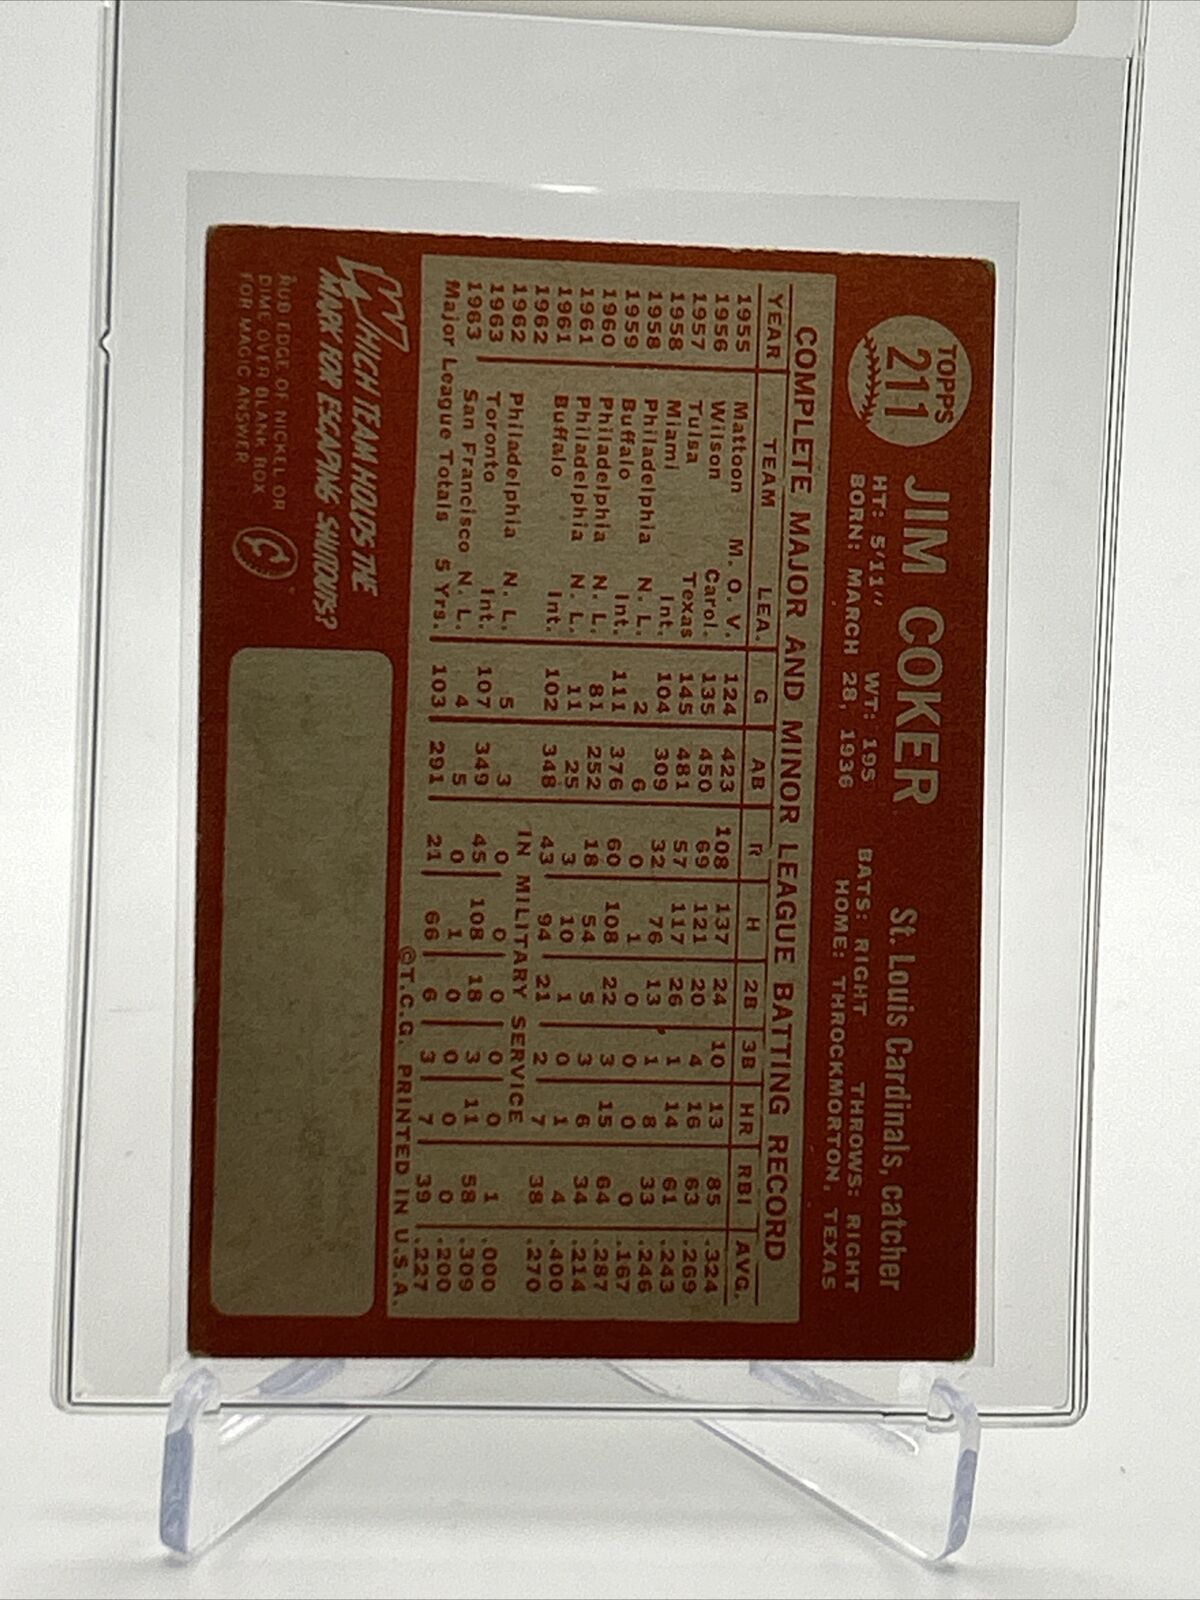 TOPPS
211
JIM COKER
St. Louis Cardinals, catcher
HT: 5'11" WT: 195 BATS: RIGHT THROWS: RIGHT
BORN: MARCH 28, 1936 HOME: THROCKMORTON, TEXAS
COMPLETE MAJOR AND MINOR LEAGUE BATTING RECORD
YEAR TEAM LEA. G AB R H 2B 3B HR RBI AVG.
1955 Mattoon M. O. V. 124 423 108 137 24 10 13 85 .324
1956 Wilson Carol. 135 450 69 121 20 4 16 63 .269
1957 Tulsa Texas 145 481 57 117 26 1 14 61 .243
1958 Miami Int. 104 309 32 76 13 1 8 33 .246
1958 Philadelphia N. L. 2 6 0 1 0 0 0 0 .167
1959 Buffalo Int. 111 376 60 108 22 3 15 64 .287
1960 Philadelphia N. L. 81 252 18 54 5 3 6 34 .214
1961 Philadelphia N. L. 11 25 3 10 1 0 1 4 .400
1961 Buffalo Int. 102 348 43 94 21 2 7 38 .270
1962 IN MILITARY SERVICE
1962 Philadelphia N. L. 5 3 0 0 0 0 0 1 .000
1963 Toronto Int. 107 349 45 108 18 3 11 58 .309
1963 San Francisco N. L. 4 5 0 1 0 0 0 0 .200
Major League Totals 5 Yrs. 103 291 21 66 6 3 7 39 .227
©T.C.G. PRINTED IN U.S.A.
WHICH TEAM HOLDS THE
MARK FOR ESCAPING SHUTOUTS?
RUB EDGE OF NICKEL OR
DIME OVER BLANK BOX
FOR MAGIC ANSWER